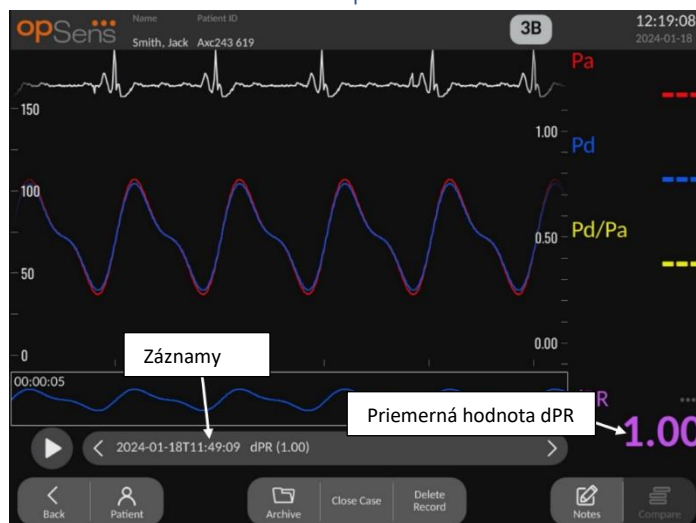 opSens
Name
Patient ID
Smith, Jack
Axc243 619
3B
12:19:08
2024-01-18
Pa
---
150
1.00
Pd
---
100
0.50
Pd/Pa
---
50
0.00
0
Záznamy
00:00:05
Priemerná hodnota dPR
1.00
2024-01-18T11:49:09 dPR (1.00)
Back
Patient
Archive
Close Case
Delete
Record
Notes
Compare